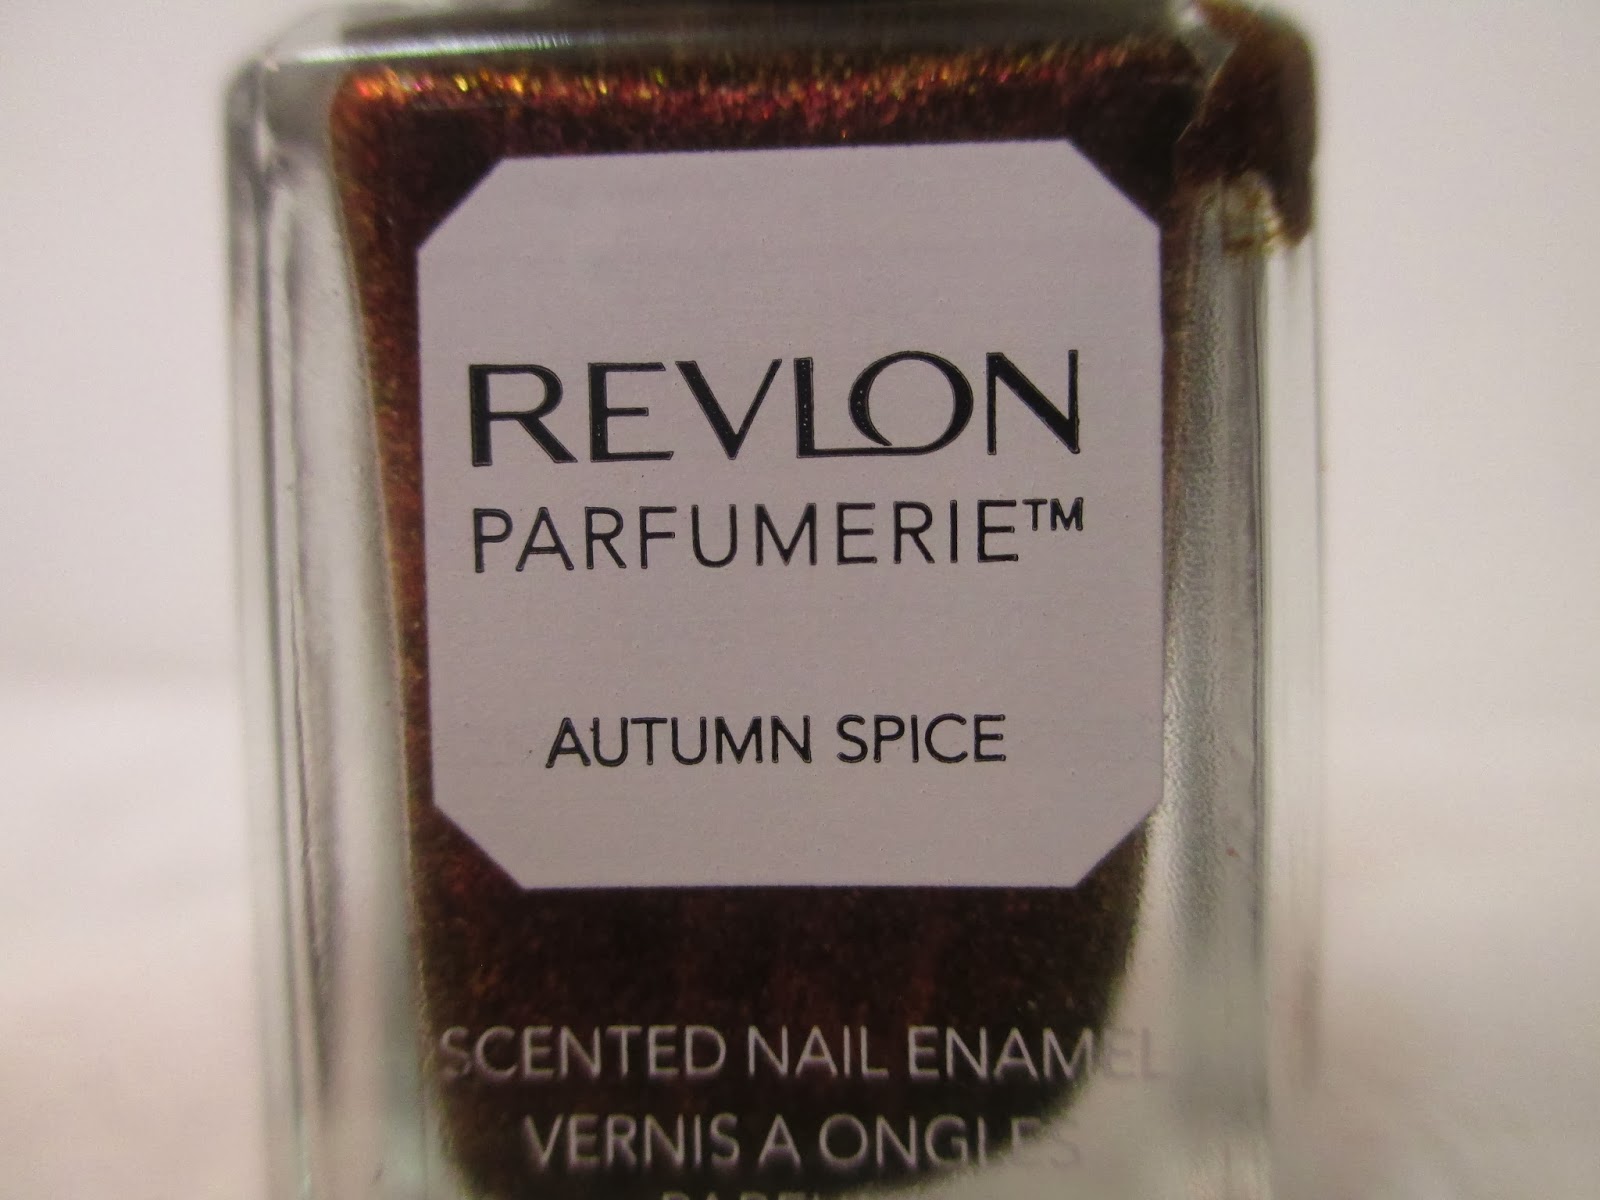 REVLON
PARFUMERIE™
AUTUMN SPICE
SCENTED NAIL ENAMEL
VERNIS A ONGLES